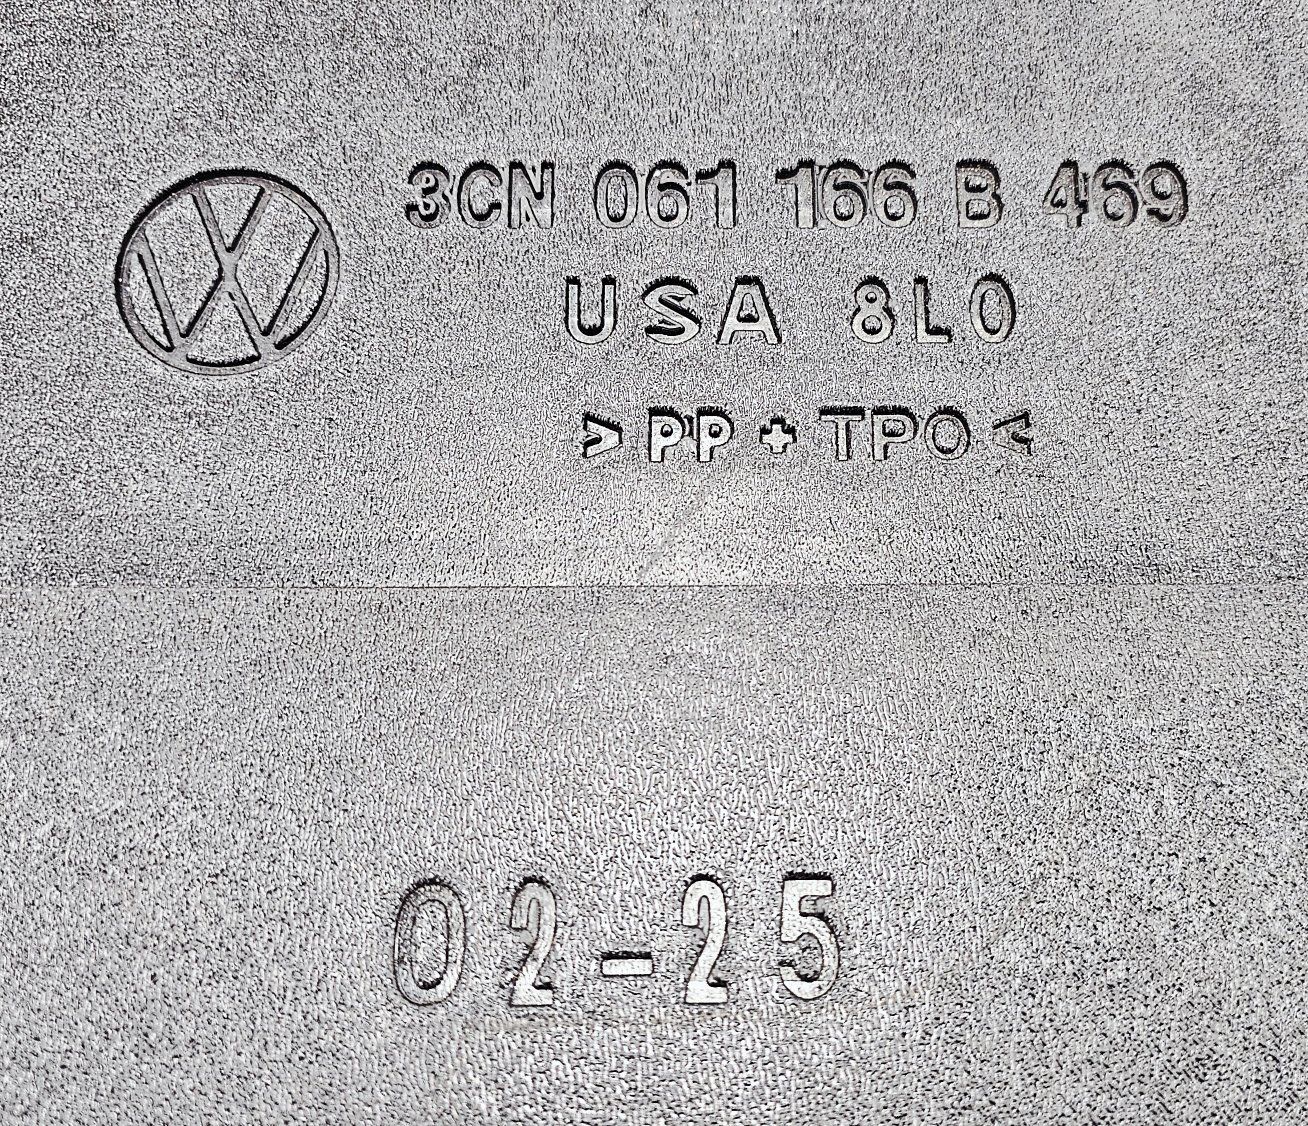 3CN 061 166 B 469
USA 8L0
>PP + TPO<
02-25